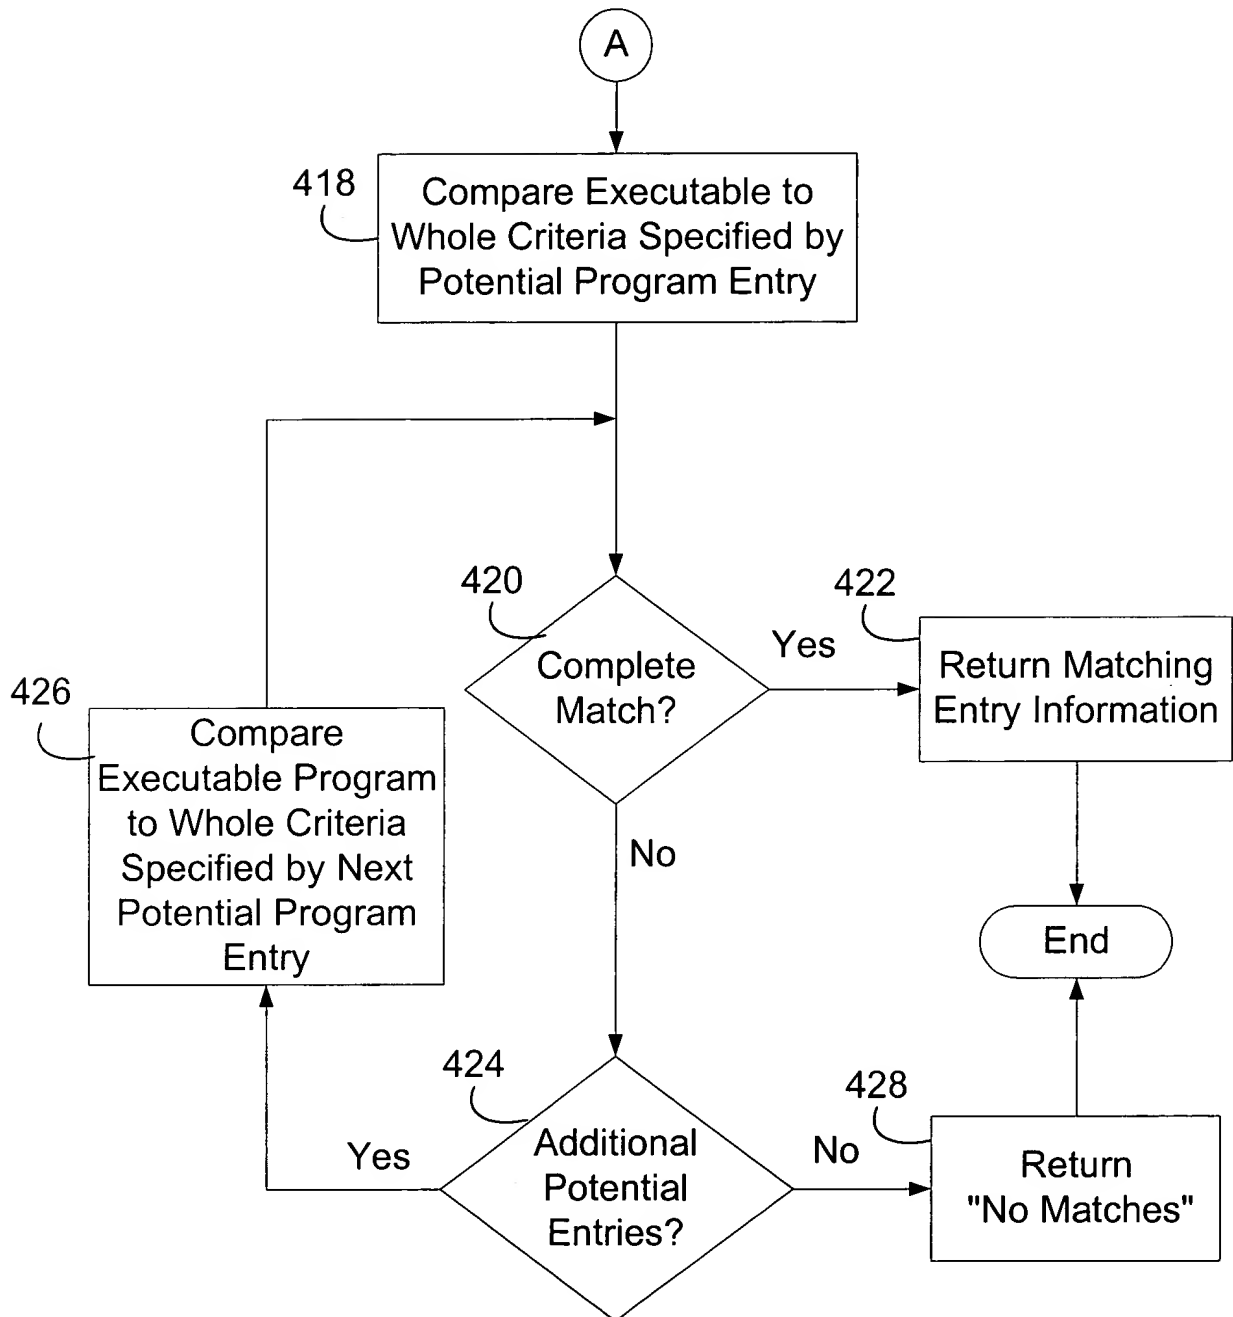 A
418
Compare Executable to
Whole Criteria Specified by
Potential Program Entry
420
Complete
Match?
Yes
422
Return Matching
Entry Information
426
Compare
Executable Program
to Whole Criteria
Specified by Next
Potential Program
Entry
No
End
424
Additional
Potential
Entries?
Yes
No
428
Return
"No Matches"